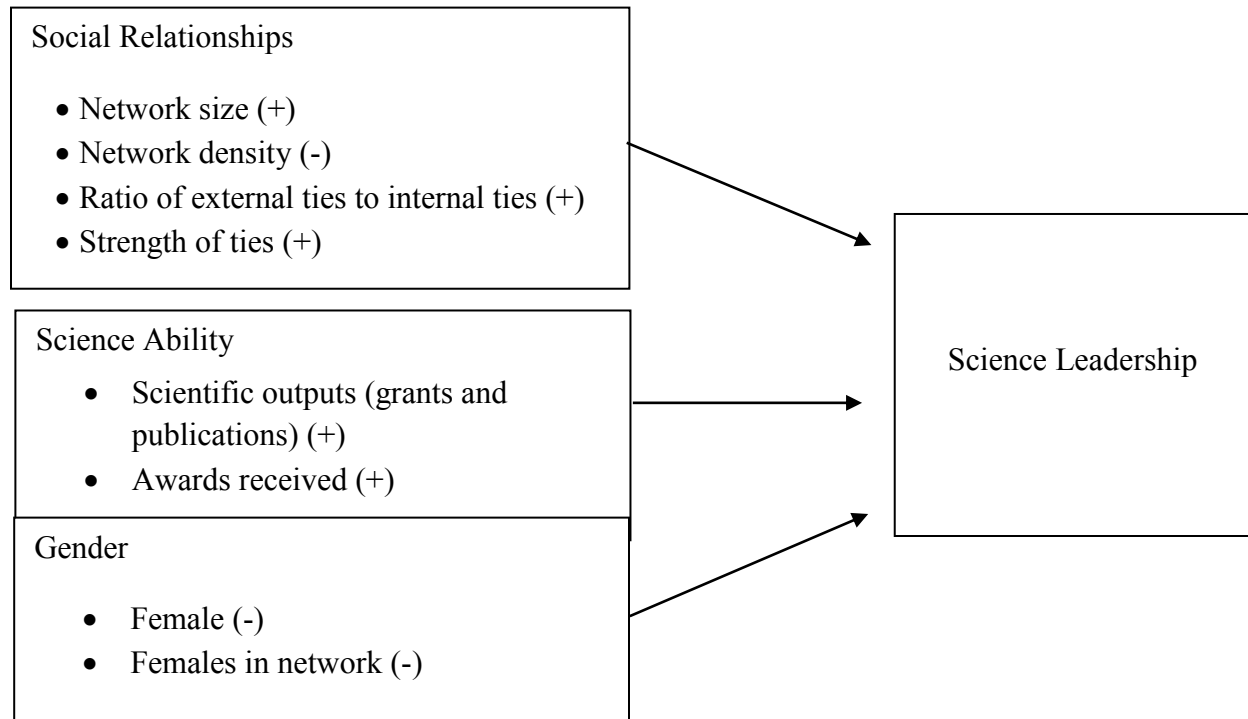 Social Relationships
• Network size (+)
• Network density (-)
• Ratio of external ties to internal ties (+)
• Strength of ties (+)
Science Ability
• Scientific outputs (grants and
publications) (+)
• Awards received (+)
Gender
• Female (-)
• Females in network (-)
Science Leadership